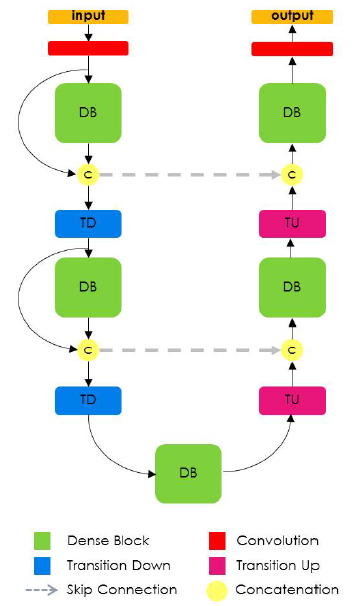 input
output
DB
DB
C
C
TD
TU
DB
DB
C
C
TD
TU
DB
Dense Block
Convolution
Transition Down
Transition Up
Skip Connection
Concatenation